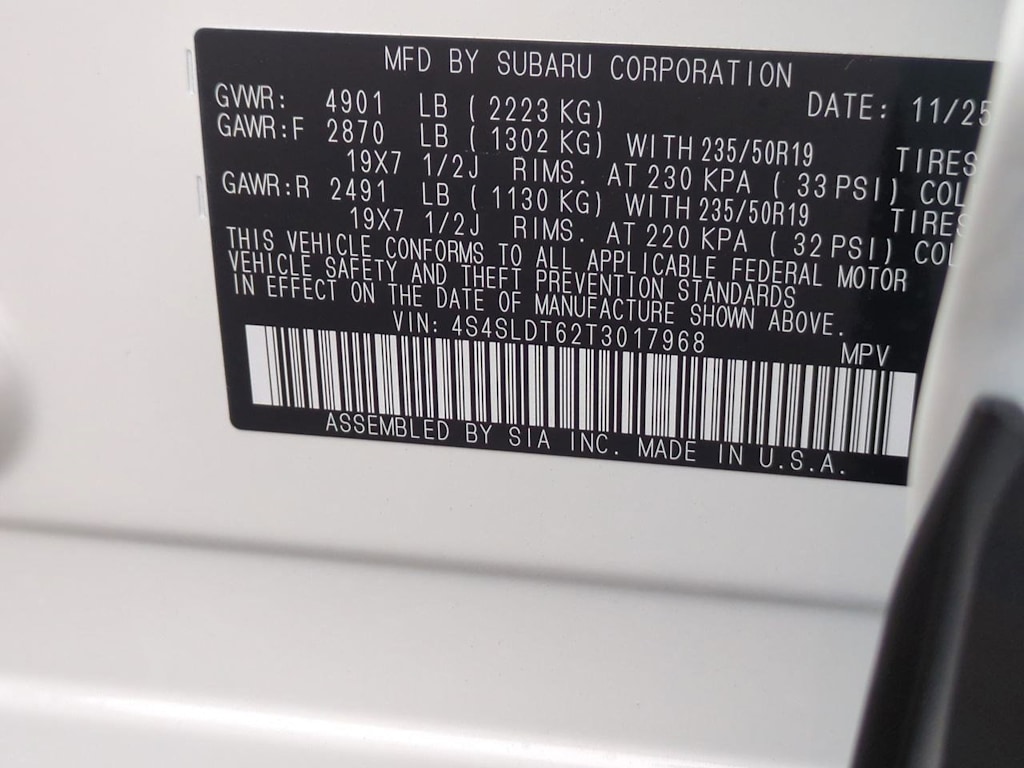 MFD BY SUBARU CORPORATION
GVWR: 4901 LB ( 2223 KG) DATE: 11/25
GAWR:F 2870 LB ( 1302 KG) WITH 235/50R19 TIRES
19X7 1/2J RIMS. AT 230 KPA ( 33 PSI) COL
GAWR:R 2491 LB ( 1130 KG) WITH 235/50R19 TIRES
19X7 1/2J RIMS. AT 220 KPA ( 32 PSI) COL
THIS VEHICLE CONFORMS TO ALL APPLICABLE FEDERAL MOTOR
VEHICLE SAFETY AND THEFT PREVENTION STANDARDS
IN EFFECT ON THE DATE OF MANUFACTURE SHOWN ABOVE.
VIN: 4S4SLDT62T3017968 MPV
ASSEMBLED BY SIA INC. MADE IN U.S.A.